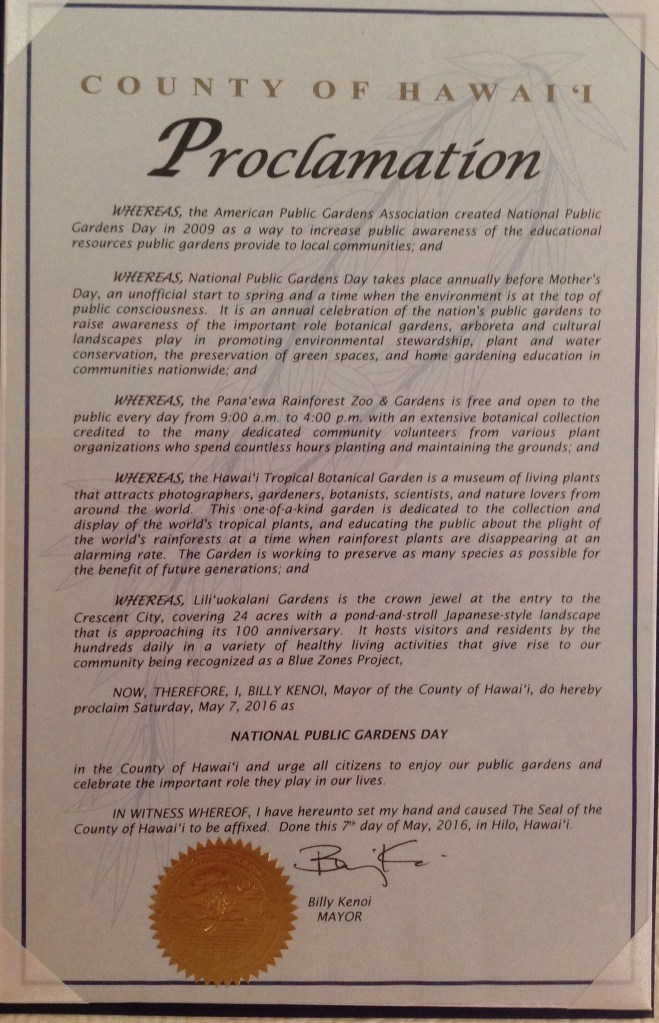 COUNTY OF HAWAIʻI
Proclamation
WHEREAS, the American Public Gardens Association created National Public
Gardens Day in 2009 as a way to increase public awareness of the educational
resources public gardens provide to local communities; and
WHEREAS, National Public Gardens Day takes place annually before Mother's
Day, an unofficial start to spring and a time when the environment is at the top of
public consciousness. It is an annual celebration of the nation's public gardens to
raise awareness of the important role botanical gardens, arboreta and cultural
landscapes play in promoting environmental stewardship, plant and water
conservation, the preservation of green spaces, and home gardening education in
communities nationwide; and
WHEREAS, the Panaʻewa Rainforest Zoo & Gardens is free and open to the
public every day from 9:00 a.m. to 4:00 p.m. with an extensive botanical collection
credited to the many dedicated community volunteers from various plant
organizations who spend countless hours planting and maintaining the grounds; and
WHEREAS, the Hawaiʻi Tropical Botanical Garden is a museum of living plants
that attracts photographers, gardeners, botanists, scientists, and nature lovers from
around the world. This one-of-a-kind garden is dedicated to the collection and
display of the world's tropical plants, and educating the public about the plight of
the world's rainforests at a time when rainforest plants are disappearing at an
alarming rate. The Garden is working to preserve as many species as possible for
the benefit of future generations; and
WHEREAS, Liliʻuokalani Gardens is the crown jewel at the entry to the
Crescent City, covering 24 acres with a pond-and-stroll Japanese-style landscape
that is approaching its 100 anniversary. It hosts visitors and residents by the
hundreds daily in a variety of healthy living activities that give rise to our
community being recognized as a Blue Zones Project,
NOW, THEREFORE, I, BILLY KENOI, Mayor of the County of Hawaiʻi, do hereby
proclaim Saturday, May 7, 2016 as
NATIONAL PUBLIC GARDENS DAY
in the County of Hawaiʻi and urge all citizens to enjoy our public gardens and
celebrate the important role they play in our lives.
IN WITNESS WHEREOF, I have hereunto set my hand and caused The Seal of the
County of Hawaiʻi to be affixed. Done this 7th day of May, 2016, in Hilo, Hawaiʻi.
Billy Kenoi
MAYOR